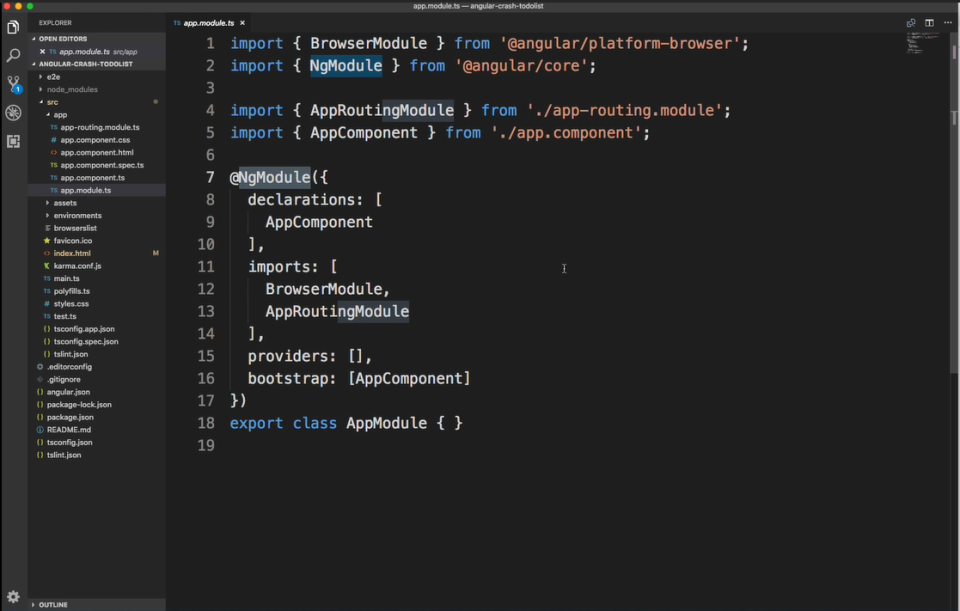 app.module.ts — angular-crash-todolist
EXPLORER
OPEN EDITORS
TS app.module.ts src/app
ANGULAR-CRASH-TODOLIST
e2e
node_modules
src
app
TS app-routing.module.ts
# app.component.css
<> app.component.html
TS app.component.spec.ts
TS app.component.ts
TS app.module.ts
assets
environments
browserslist
favicon.ico
<> index.html M
karma.conf.js
TS main.ts
TS polyfills.ts
# styles.css
TS test.ts
{} tsconfig.app.json
{} tsconfig.spec.json
{} tslint.json
.editorconfig
.gitignore
{} angular.json
{} package-lock.json
{} package.json
README.md
{} tsconfig.json
{} tslint.json
OUTLINE
1
TS app.module.ts
1 import { BrowserModule } from '@angular/platform-browser';
2 import { NgModule } from '@angular/core';
3
4 import { AppRoutingModule } from './app-routing.module';
5 import { AppComponent } from './app.component';
6
7 @NgModule({
8 declarations: [
9 AppComponent
10 ],
11 imports: [
12 BrowserModule,
13 AppRoutingModule
14 ],
15 providers: [],
16 bootstrap: [AppComponent]
17 })
18 export class AppModule { }
19